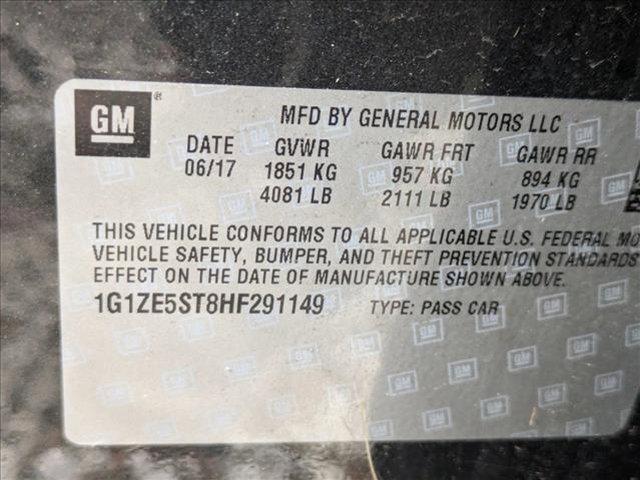 GM ®
MFD BY GENERAL MOTORS LLC
DATE GVWR GAWR FRT GAWR RR
06/17 1851 KG 957 KG 894 KG
4081 LB 2111 LB 1970 LB
THIS VEHICLE CONFORMS TO ALL APPLICABLE U.S. FEDERAL MO
VEHICLE SAFETY, BUMPER, AND THEFT PREVENTION STANDARDS
EFFECT ON THE DATE OF MANUFACTURE SHOWN ABOVE.
1G1ZE5ST8HF291149 TYPE: PASS CAR